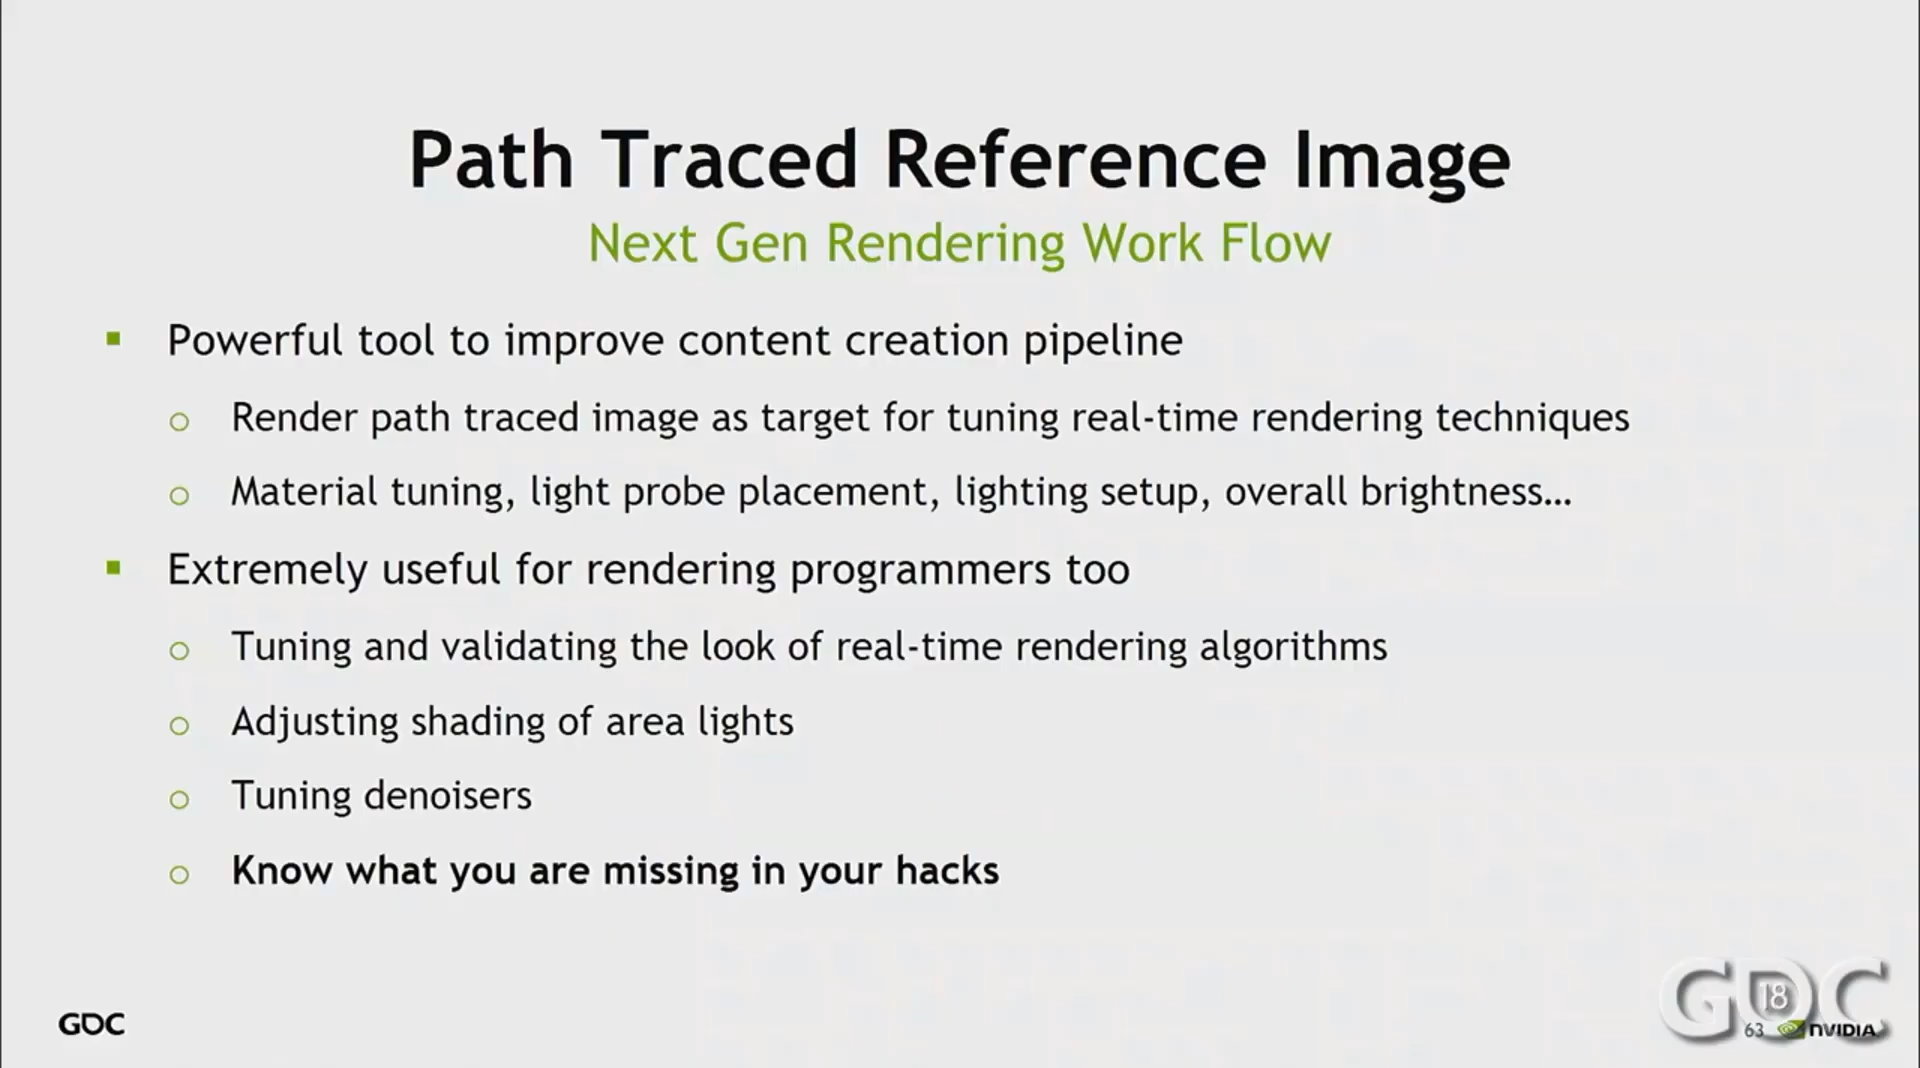 Path Traced Reference Image
Next Gen Rendering Work Flow
Powerful tool to improve content creation pipeline
Render path traced image as target for tuning real-time rendering techniques
Material tuning, light probe placement, lighting setup, overall brightness…
Extremely useful for rendering programmers too
Tuning and validating the look of real-time rendering algorithms
Adjusting shading of area lights
Tuning denoisers
Know what you are missing in your hacks
GDC
GDC
18
63 NVIDIA